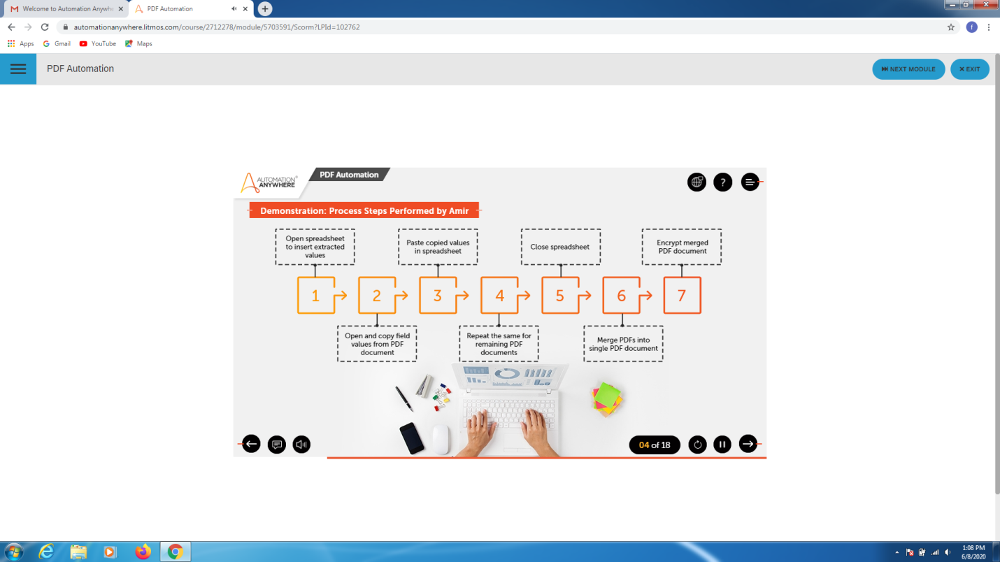 Welcome to Automation Anywhe
PDF Automation
automationanywhere.litmos.com/course/2712278/module/5703591/Scorm?LPId=102762
f
Apps
Gmail
YouTube
Maps
PDF Automation
NEXT MODULE
EXIT
AUTOMATION
ANYWHERE
PDF Automation
?
Demonstration: Process Steps Performed by Amir
Open spreadsheet
to insert extracted
values
Paste copied values
in spreadsheet
Close spreadsheet
Encrypt merged
PDF document
1
2
3
4
5
6
7
Open and copy field
values from PDF
document
Repeat the same for
remaining PDF
documents
Merge PDFs into
single PDF document
04 of 18
1:08 PM
6/8/2020